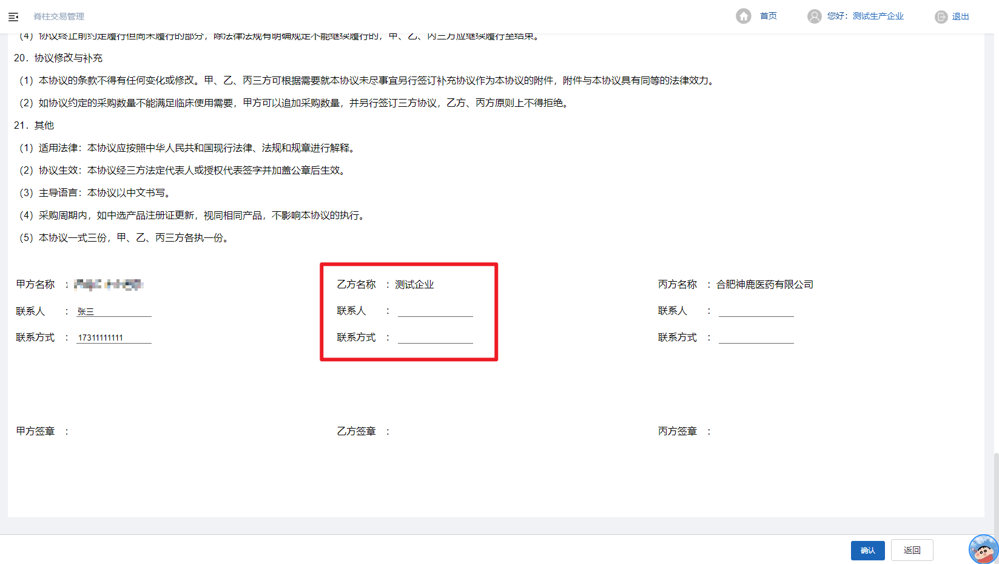 脊柱交易管理
首页
您好：测试生产企业
退出
（4）协议终止前约定履行但尚未履行的部分，除法律法规有明确规定不能继续履行的，甲、乙、丙三方应继续履行至结束。
20．协议修改与补充
（1）本协议的条款不得有任何变化或修改。甲、乙、丙三方可根据需要就本协议未尽事宜另行签订补充协议作为本协议的附件，附件与本协议具有同等的法律效力。
（2）如协议约定的采购数量不能满足临床使用需要，甲方可以追加采购数量，并另行签订三方协议，乙方、丙方原则上不得拒绝。
21．其他
（1）适用法律：本协议应按照中华人民共和国现行法律、法规和规章进行解释。
（2）协议生效：本协议经三方法定代表人或授权代表签字并加盖公章后生效。
（3）主导语言：本协议以中文书写。
（4）采购周期内，如中选产品注册证更新，视同相同产品，不影响本协议的执行。
（5）本协议一式三份，甲、乙、丙三方各执一份。
甲方名称 ：
联系人 ： 张三
联系方式 ： 17311111111
乙方名称 ：测试企业
联系人 ：
联系方式 ：
丙方名称 ：合肥神鹿医药有限公司
联系人 ：
联系方式 ：
甲方签章 ：
乙方签章 ：
丙方签章 ：
确认
返回